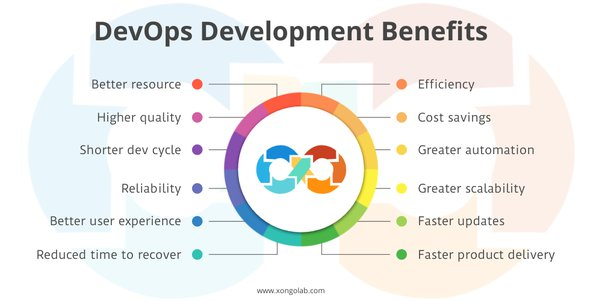 DevOps Development Benefits
Better resource
Higher quality
Shorter dev cycle
Reliability
Better user experience
Reduced time to recover
Efficiency
Cost savings
Greater automation
Greater scalability
Faster updates
Faster product delivery
www.xongolab.com